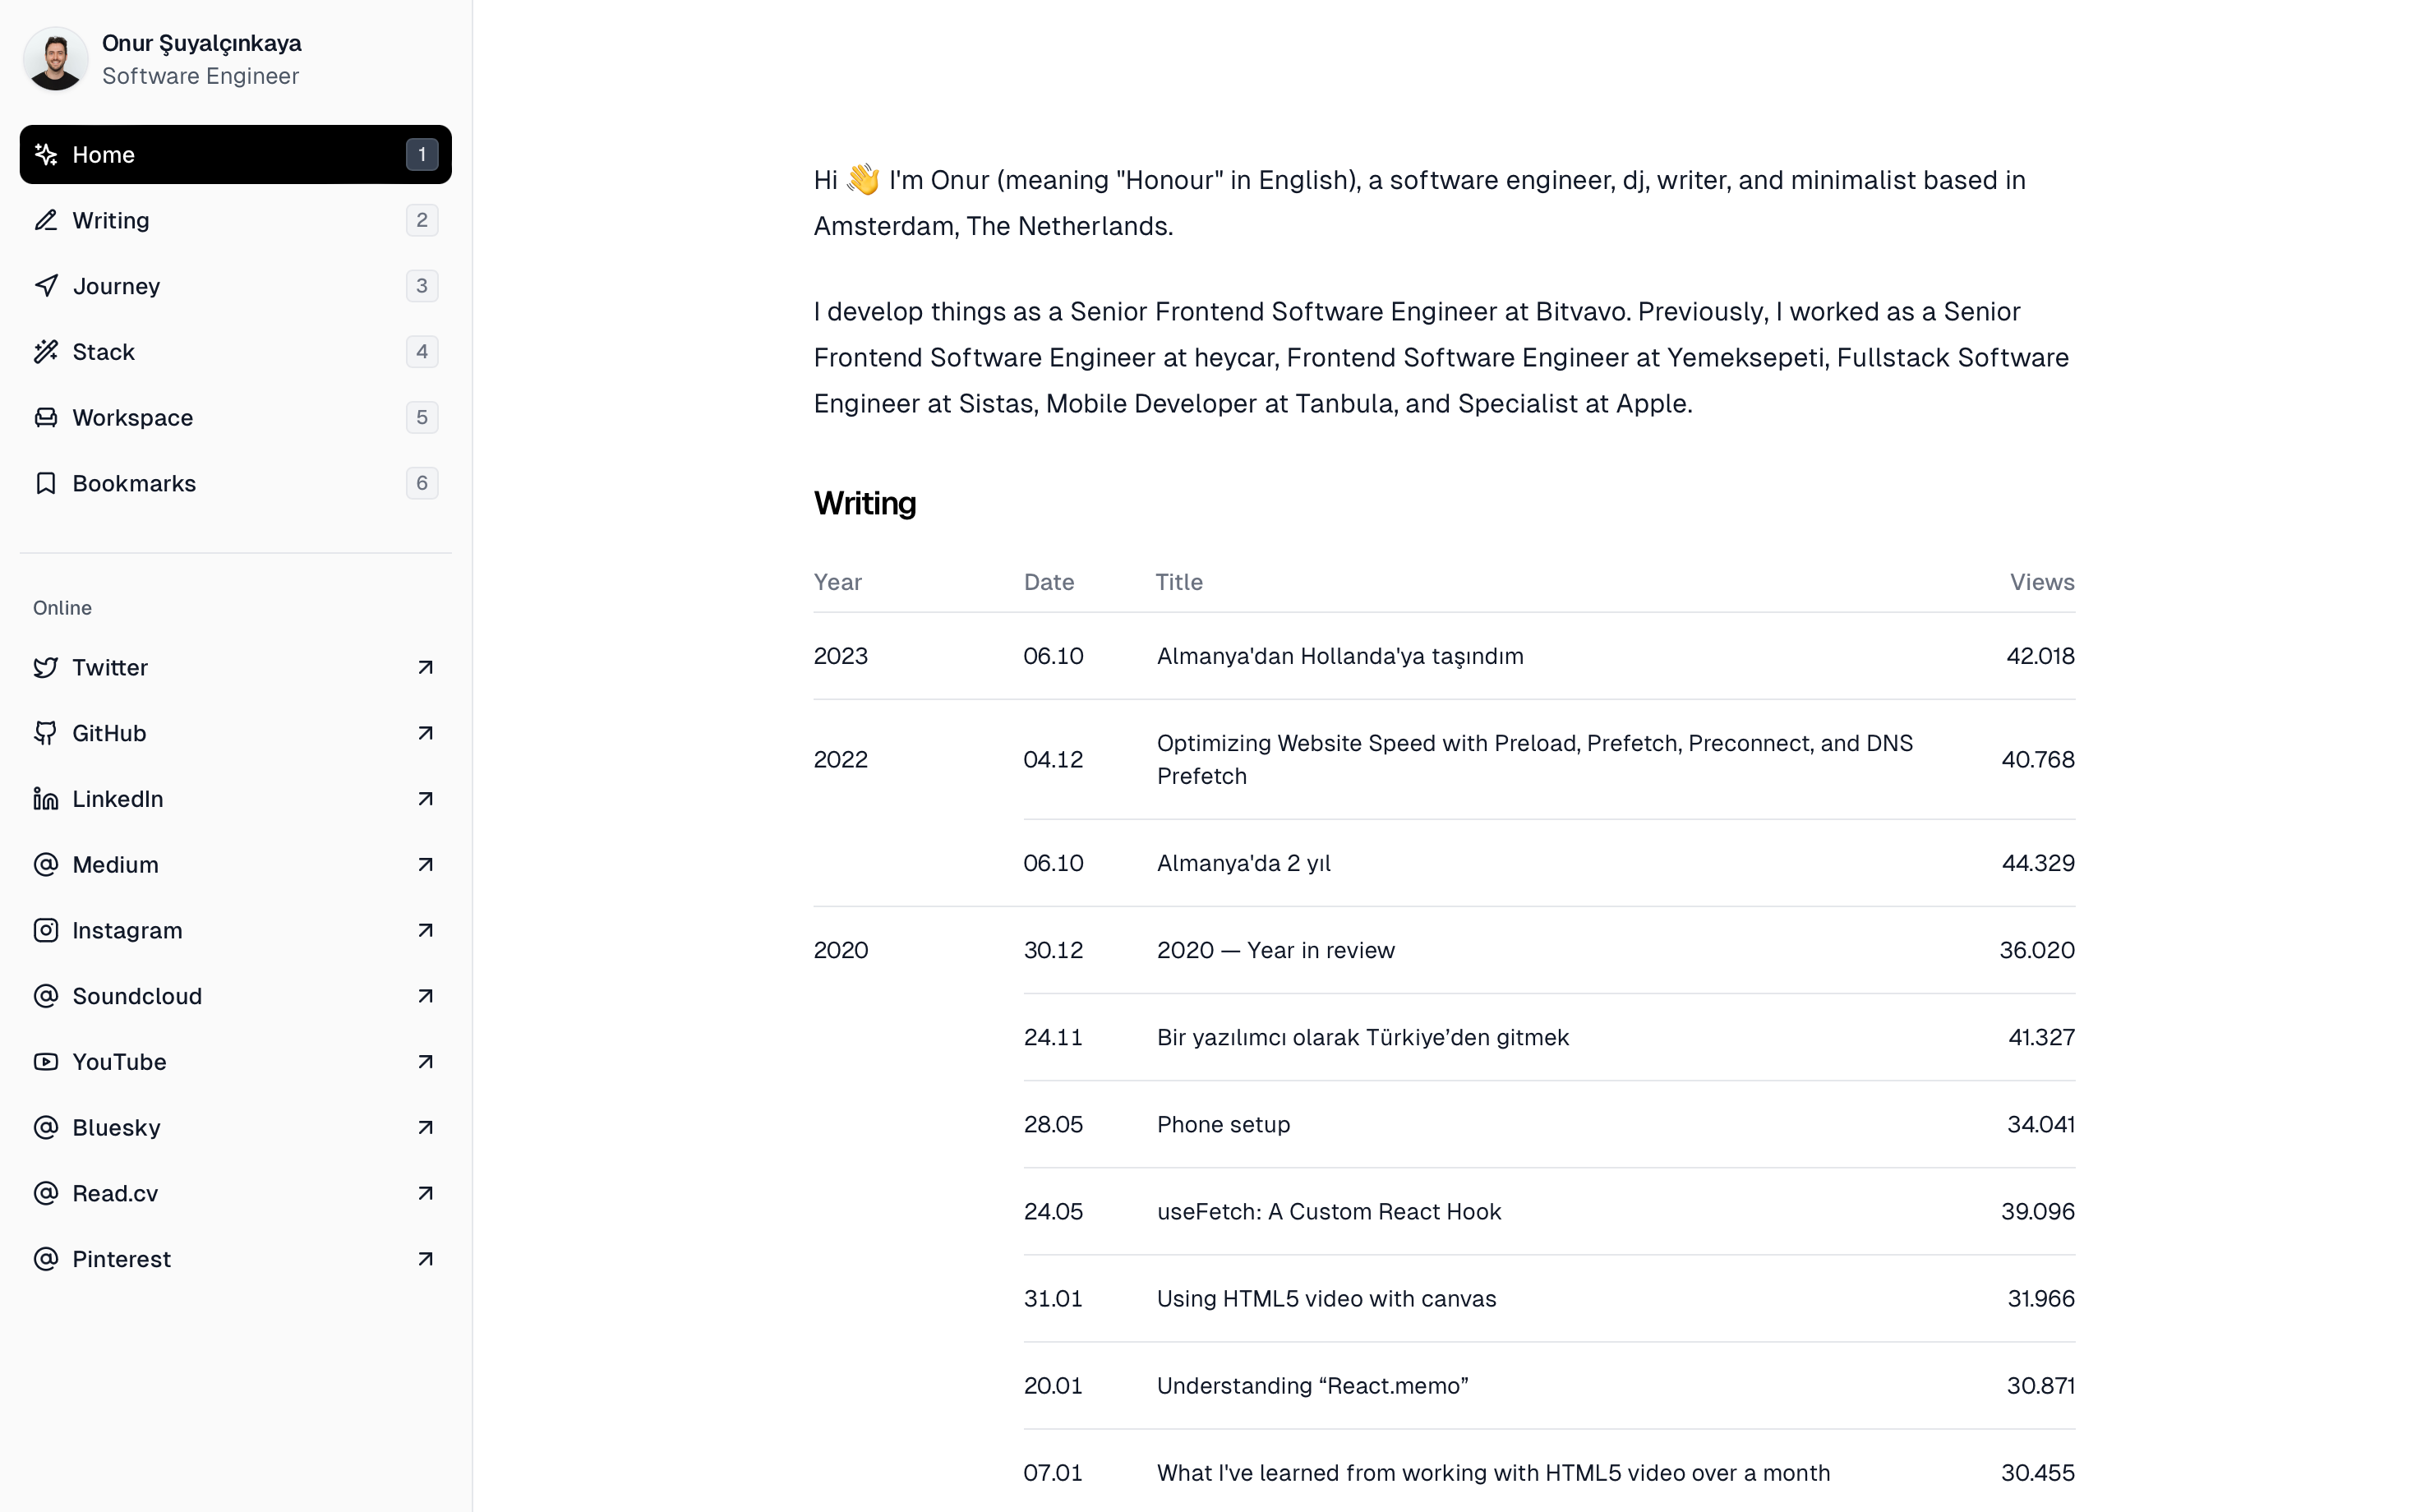 Onur Şuyalçınkaya
Software Engineer
Home 1
Writing 2
Journey 3
Stack 4
Workspace 5
Bookmarks 6
Online
Twitter
GitHub
LinkedIn
Medium
Instagram
Soundcloud
YouTube
Bluesky
Read.cv
Pinterest
Hi 👋 I'm Onur (meaning "Honour" in English), a software engineer, dj, writer, and minimalist based in
Amsterdam, The Netherlands.
I develop things as a Senior Frontend Software Engineer at Bitvavo. Previously, I worked as a Senior
Frontend Software Engineer at heycar, Frontend Software Engineer at Yemeksepeti, Fullstack Software
Engineer at Sistas, Mobile Developer at Tanbula, and Specialist at Apple.
Writing
Year Date Title Views
2023 06.10 Almanya'dan Hollanda'ya taşındım 42.018
2022 04.12 Optimizing Website Speed with Preload, Prefetch, Preconnect, and DNS
Prefetch 40.768
06.10 Almanya'da 2 yıl 44.329
2020 30.12 2020 — Year in review 36.020
24.11 Bir yazılımcı olarak Türkiye’den gitmek 41.327
28.05 Phone setup 34.041
24.05 useFetch: A Custom React Hook 39.096
31.01 Using HTML5 video with canvas 31.966
20.01 Understanding “React.memo” 30.871
07.01 What I've learned from working with HTML5 video over a month 30.455